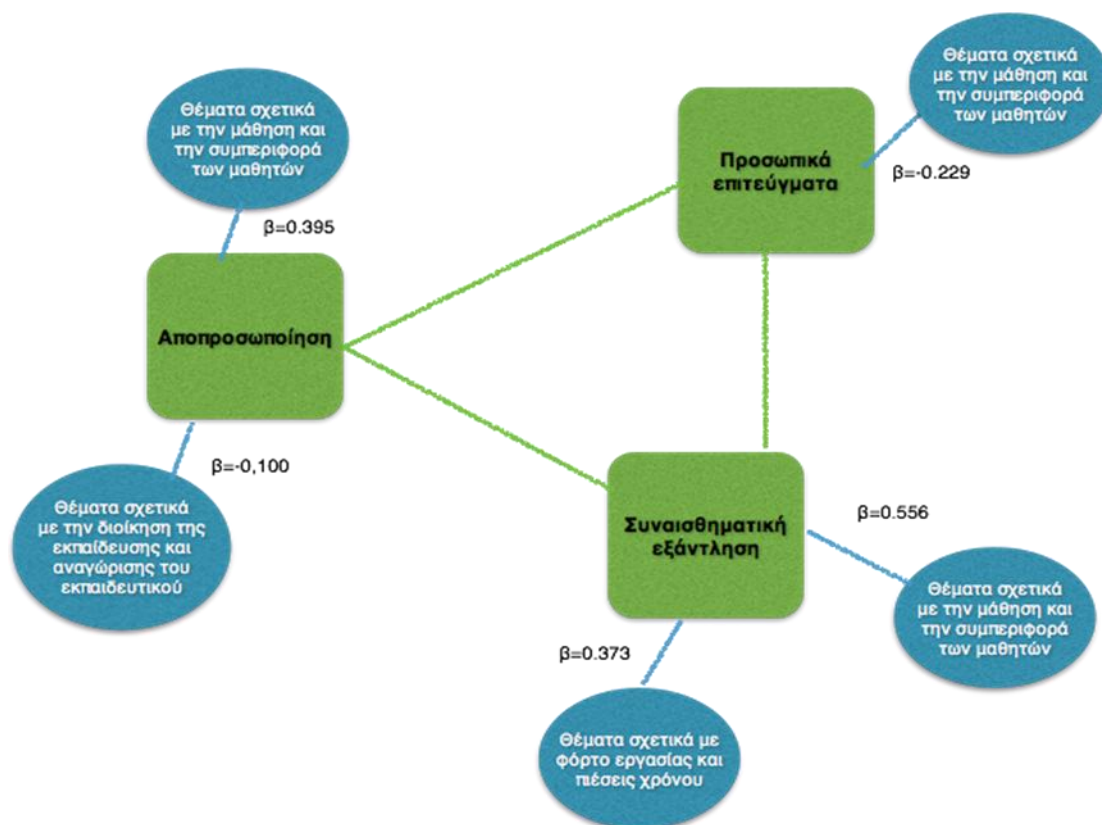 Θέματα σχετικά
με την μάθηση και
την συμπεριφορά
των μαθητών
β=0.395
Αποπροσωποίηση
β=-0,100
Θέματα σχετικά
με την διοίκηση της
εκπαίδευσης και
αναγώρισης του
εκπαιδευτικού
Προσωπικά
επιτεύγματα
Θέματα σχετικά
με την μάθηση και
την συμπεριφορά
των μαθητών
β=-0.229
Συναισθηματική
εξάντληση
β=0.556
Θέματα σχετικά
με την μάθηση και
την συμπεριφορά
των μαθητών
β=0.373
Θέματα σχετικά με
φόρτο εργασίας και
πιέσεις χρόνου